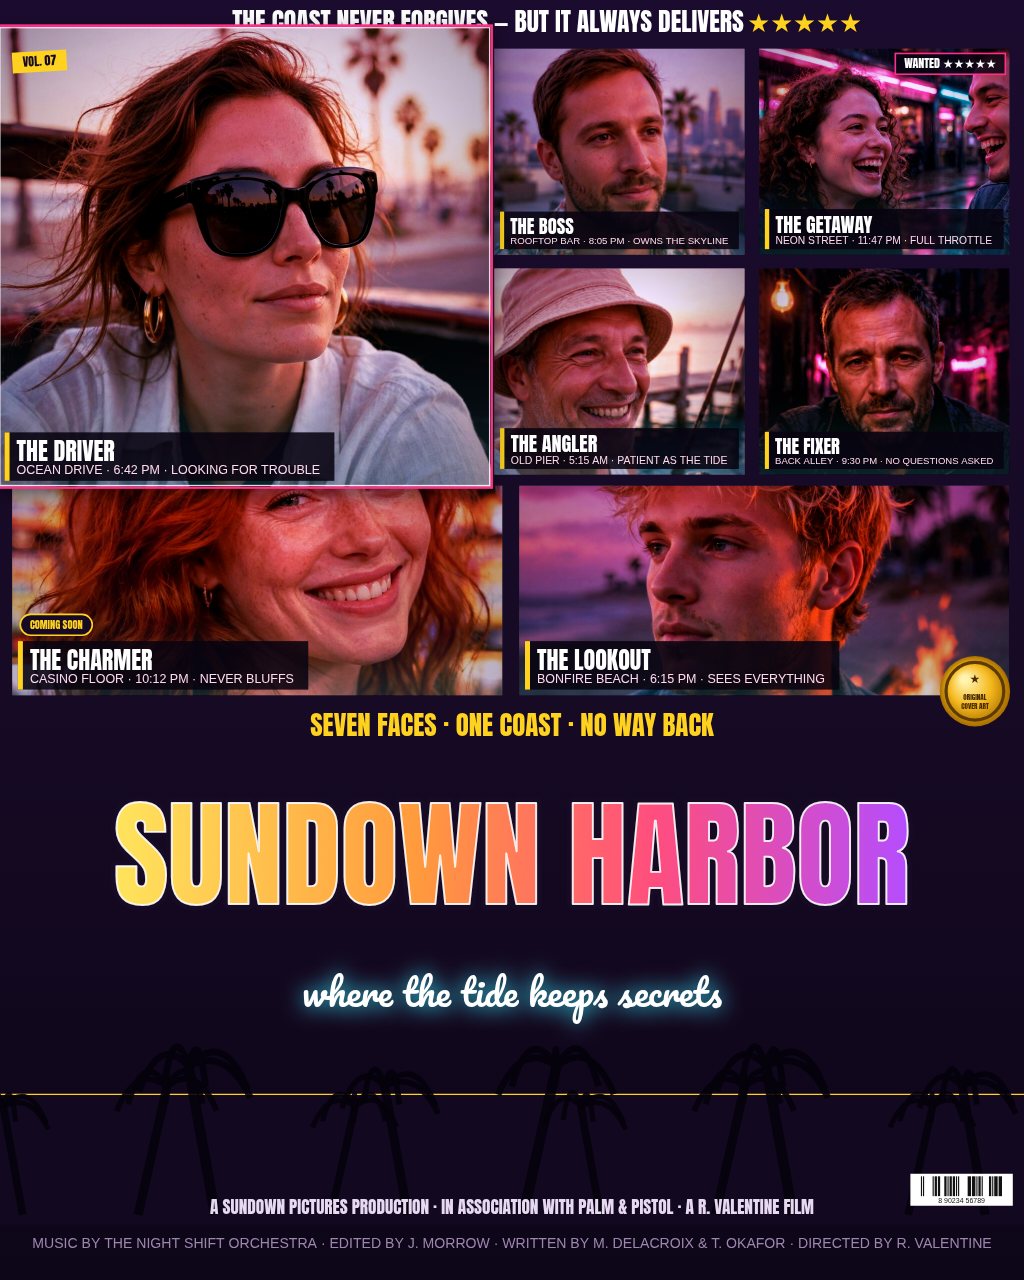 THE COAST NEVER FORGIVES – BUT IT ALWAYS DELIVERS ★★★★★
VOL. 07
WANTED ★★★★★
THE DRIVER
OCEAN DRIVE · 6:42 PM · LOOKING FOR TROUBLE
THE BOSS
ROOFTOP BAR · 8:05 PM · OWNS THE SKYLINE
THE GETAWAY
NEON STREET · 11:47 PM · FULL THROTTLE
THE ANGLER
OLD PIER · 5:15 AM · PATIENT AS THE TIDE
THE FIXER
BACK ALLEY · 9:30 PM · NO QUESTIONS ASKED
COMING SOON
THE CHARMER
CASINO FLOOR · 10:12 PM · NEVER BLUFFS
THE LOOKOUT
BONFIRE BEACH · 6:15 PM · SEES EVERYTHING
★
ORIGINAL
COVER ART
SEVEN FACES · ONE COAST · NO WAY BACK
SUNDOWN HARBOR
where the tide keeps secrets
8 90234 56789
A SUNDOWN PICTURES PRODUCTION · IN ASSOCIATION WITH PALM & PISTOL · A R. VALENTINE FILM
MUSIC BY THE NIGHT SHIFT ORCHESTRA · EDITED BY J. MORROW · WRITTEN BY M. DELACROIX & T. OKAFOR · DIRECTED BY R. VALENTINE